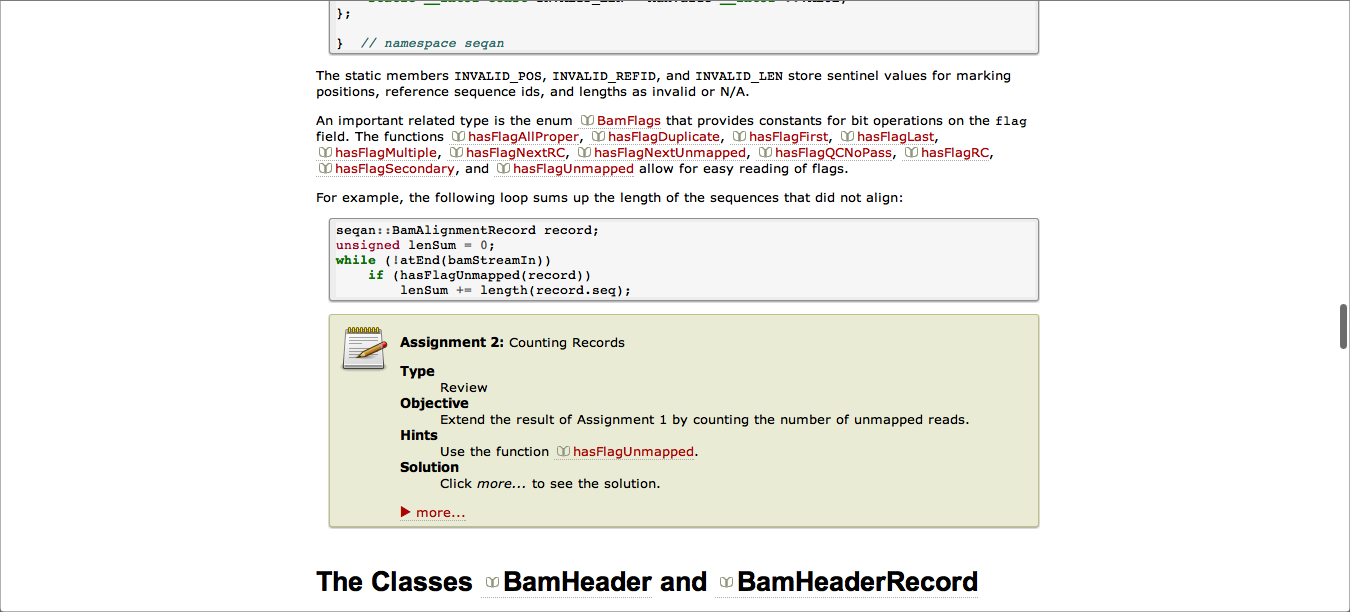 };
} // namespace seqan
The static members INVALID_POS, INVALID_REFID, and INVALID_LEN store sentinel values for marking
positions, reference sequence ids, and lengths as invalid or N/A.
An important related type is the enum BamFlags that provides constants for bit operations on the flag
field. The functions hasFlagAllProper, hasFlagDuplicate, hasFlagFirst, hasFlagLast,
hasFlagMultiple, hasFlagNextRC, hasFlagNextUnmapped, hasFlagQCNoPass, hasFlagRC,
hasFlagSecondary, and hasFlagUnmapped allow for easy reading of flags.
For example, the following loop sums up the length of the sequences that did not align:
seqan::BamAlignmentRecord record;
unsigned lenSum = 0;
while (!atEnd(bamStreamIn))
    if (hasFlagUnmapped(record))
        lenSum += length(record.seq);
Assignment 2: Counting Records
Type
Review
Objective
Extend the result of Assignment 1 by counting the number of unmapped reads.
Hints
Use the function hasFlagUnmapped.
Solution
Click more... to see the solution.
more...
The Classes BamHeader and BamHeaderRecord